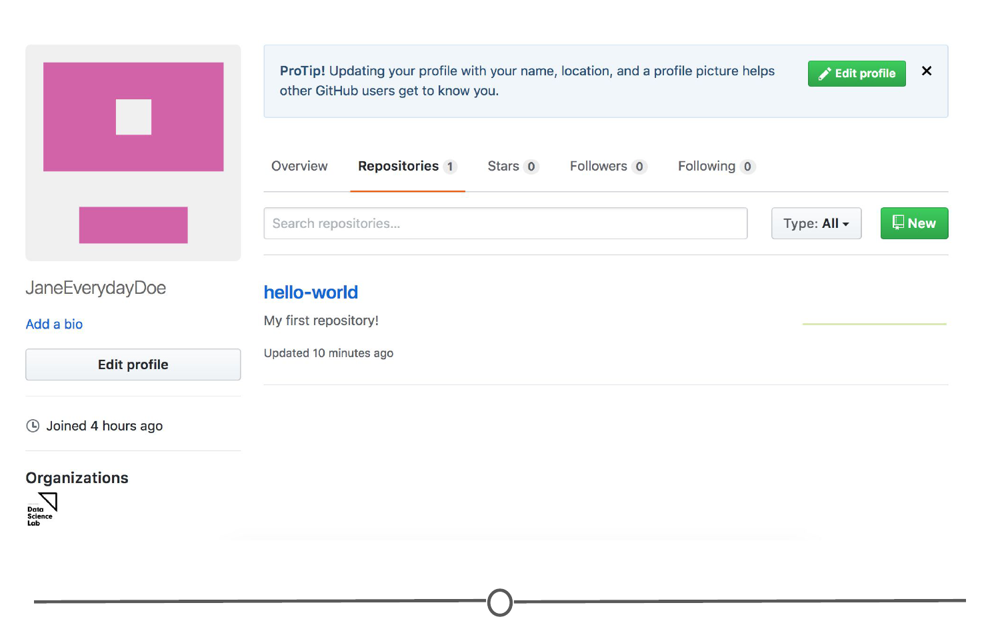 ProTip! Updating your profile with your name, location, and a profile picture helps
other GitHub users get to know you.
Edit profile
Overview
Repositories 1
Stars 0
Followers 0
Following 0
Search repositories...
Type: All
New
JaneEverydayDoe
Add a bio
Edit profile
Joined 4 hours ago
Organizations
Data
Science
Lab
hello-world
My first repository!
Updated 10 minutes ago